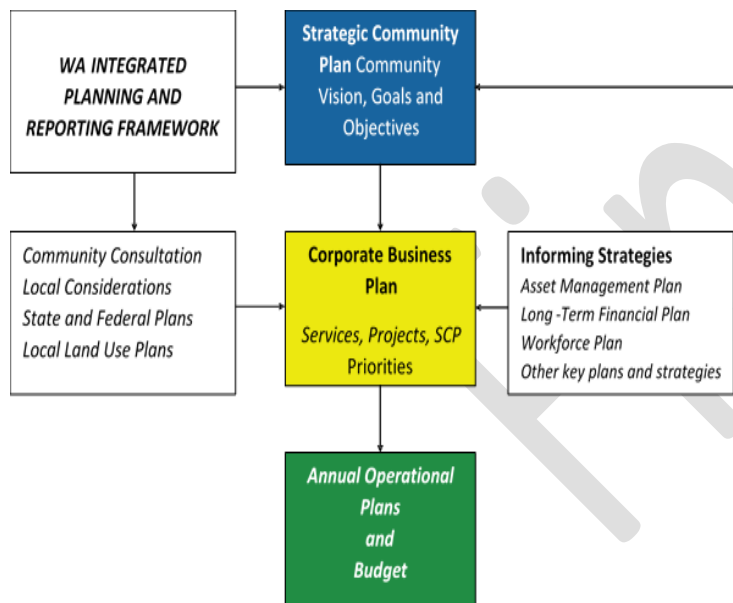 WA INTEGRATED
PLANNING AND
REPORTING FRAMEWORK
Strategic Community
Plan Community
Vision, Goals and
Objectives
Community Consultation
Local Considerations
State and Federal Plans
Local Land Use Plans
Corporate Business
Plan
Services, Projects, SCP
Priorities
Informing Strategies
Asset Management Plan
Long -Term Financial Plan
Workforce Plan
Other key plans and strategies
Annual Operational
Plans
and
Budget